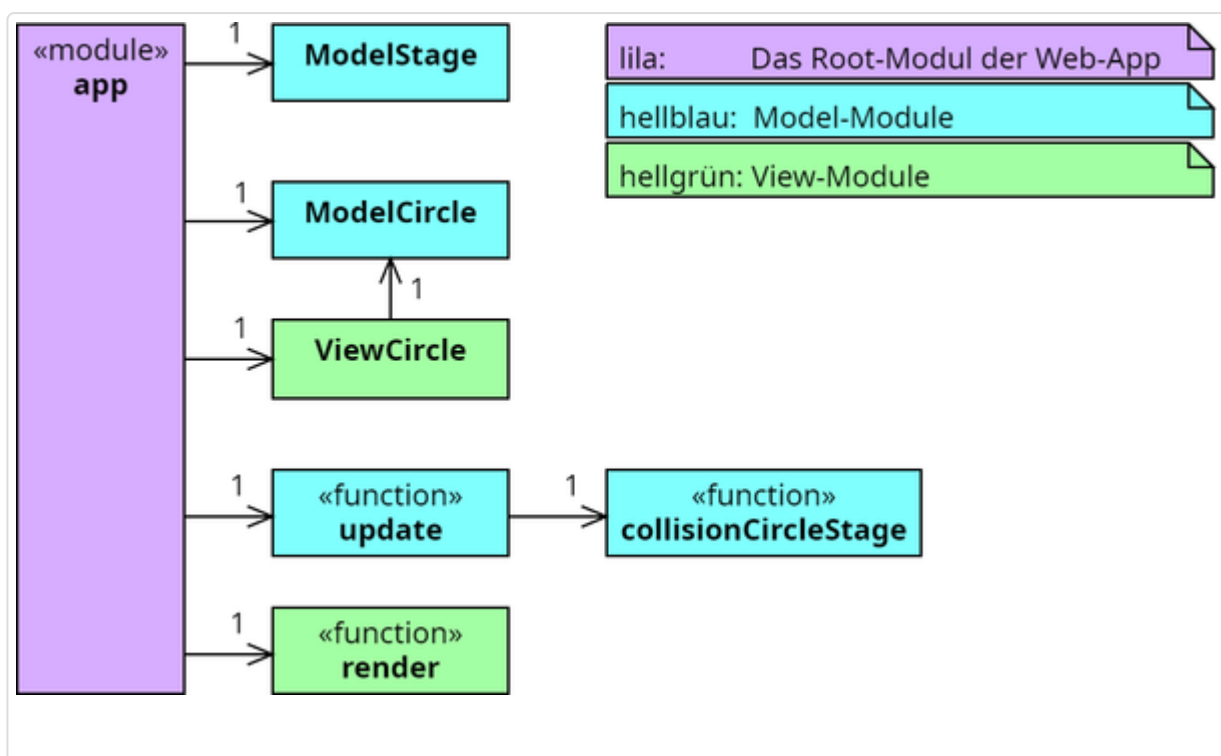 «module»
app
1
ModelStage
1
ModelCircle
1
1
ViewCircle
1
«function»
update
1
«function»
collisionCircleStage
1
«function»
render
lila: Das Root-Modul der Web-App
hellblau: Model-Module
hellgrün: View-Module